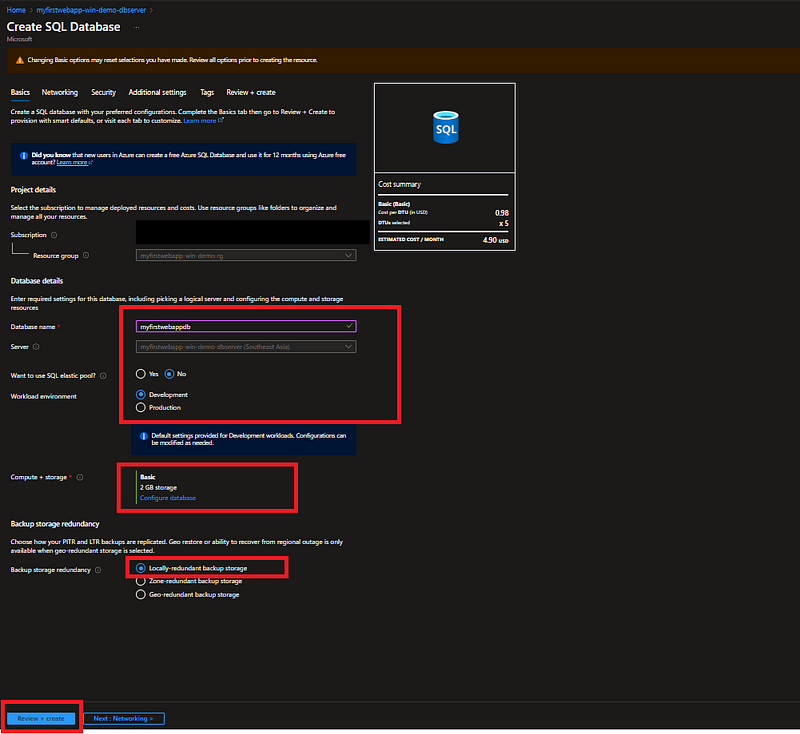 Home > myfirstwebapp-win-demo-dbserver >
Create SQL Database ...
Microsoft
Changing Basic options may reset selections you have made. Review all options prior to creating the resource.
Basics Networking Security Additional settings Tags Review + create
Create a SQL database with your preferred configurations. Complete the Basics tab then go to Review + Create to
provision with smart defaults, or visit each tab to customize. Learn more
Did you know that new users in Azure can create a free Azure SQL Database and use it for 12 months using Azure free
account? Learn more
SQL
Cost summary
Basic (Basic)
Cost per DTU (in USD) 0.98
DTUs selected x 5
ESTIMATED COST / MONTH 4.90 USD
Project details
Select the subscription to manage deployed resources and costs. Use resource groups like folders to organize and
manage all your resources.
Subscription
Resource group myfirstwebapp-win-demo-rg
Database details
Enter required settings for this database, including picking a logical server and configuring the compute and storage
resources
Database name * myfirstwebappdb
Server myfirstwebapp-win-demo-dbserver (Southeast Asia)
Want to use SQL elastic pool? Yes No
Workload environment Development
Production
Default settings provided for Development workloads. Configurations can
be modified as needed.
Compute + storage * Basic
2 GB storage
Configure database
Backup storage redundancy
Choose how your PITR and LTR backups are replicated. Geo restore or ability to recover from regional outage is only
available when geo-redundant storage is selected.
Backup storage redundancy Locally-redundant backup storage
Zone-redundant backup storage
Geo-redundant backup storage
Review + create Next : Networking >